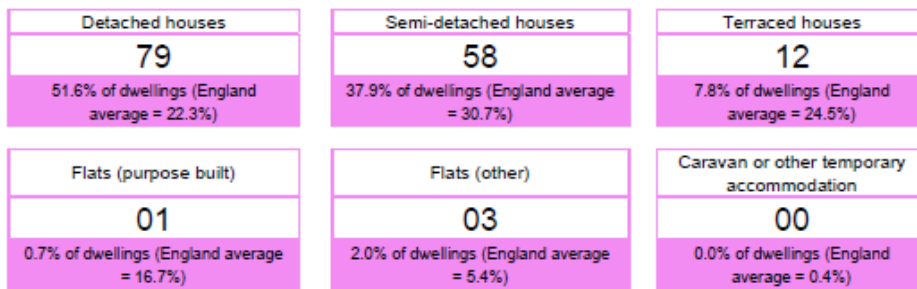 Detached houses
79
51.6% of dwellings (England
average = 22.3%)
Semi-detached houses
58
37.9% of dwellings (England average
= 30.7%)
Terraced houses
12
7.8% of dwellings (England
average = 24.5%)
Flats (purpose built)
01
0.7% of dwellings (England average
= 16.7%)
Flats (other)
03
2.0% of dwellings (England average
= 5.4%)
Caravan or other temporary
accommodation
00
0.0% of dwellings (England
average = 0.4%)